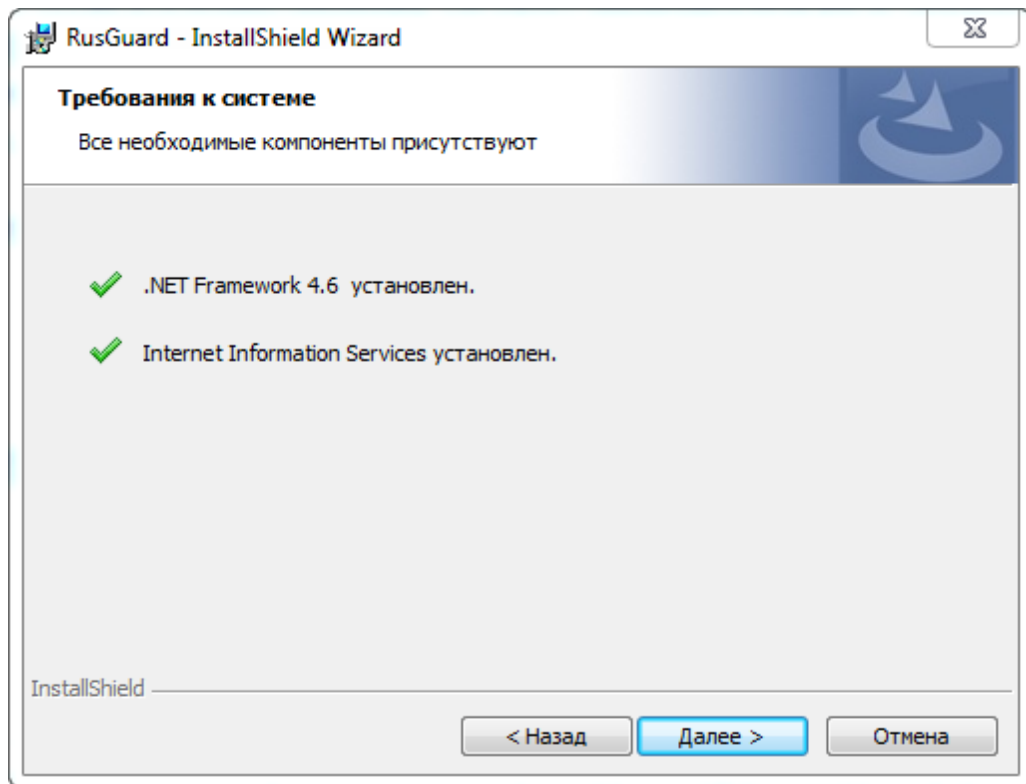 RusGuard - InstallShield Wizard
Требования к системе
Все необходимые компоненты присутствуют
.NET Framework 4.6 установлен.
Internet Information Services установлен.
InstallShield
< Назад
Далее >
Отмена